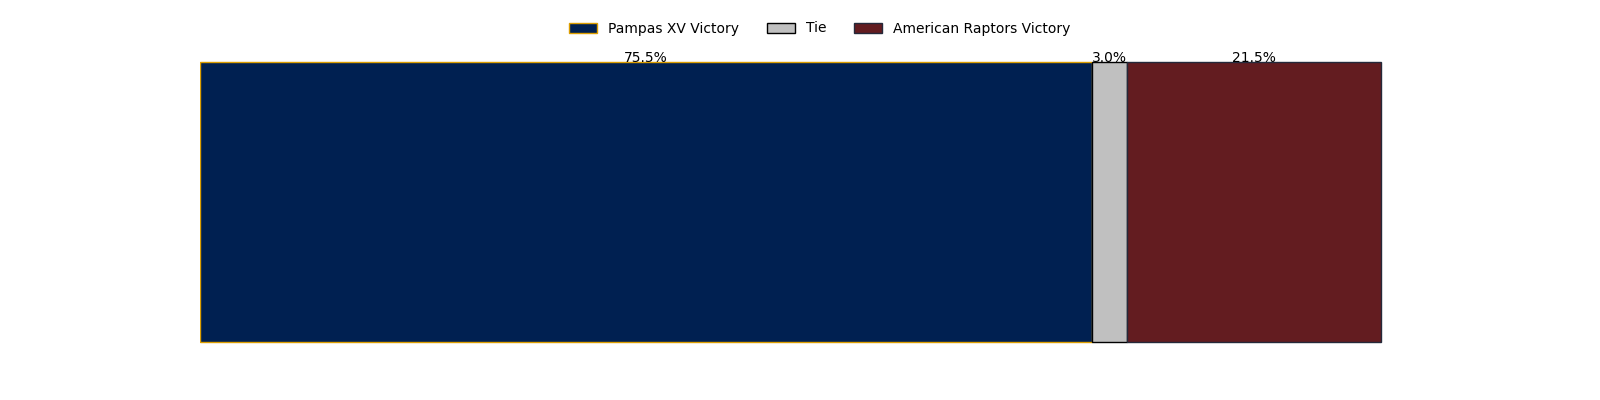 Pampas XV Victory Tie American Raptors Victory
75.5% 3.0% 21.5%